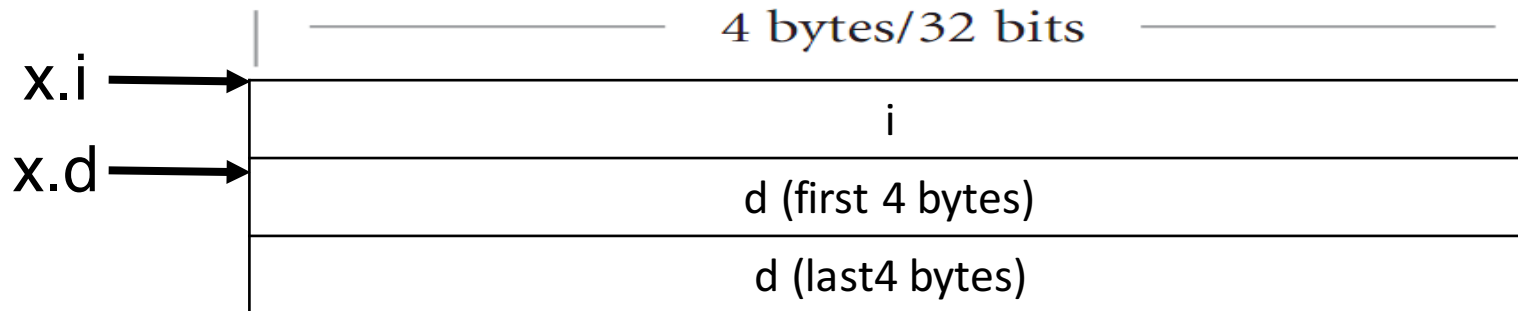 4 bytes/32 bits
x.i
i
x.d
d (first 4 bytes)
d (last4 bytes)